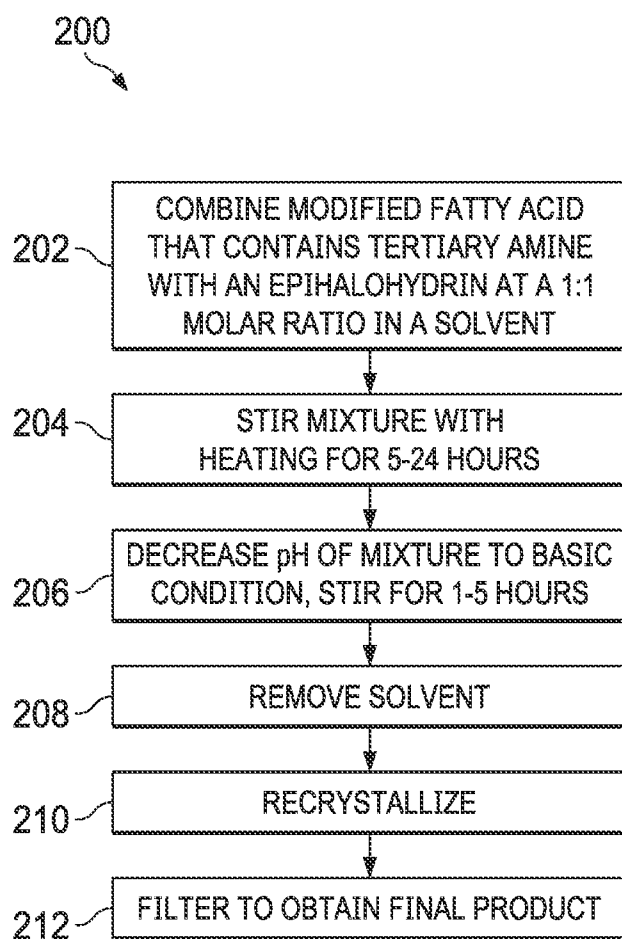 200
202
COMBINE MODIFIED FATTY ACID
THAT CONTAINS TERTIARY AMINE
WITH AN EPIHALOHYDRIN AT A 1:1
MOLAR RATIO IN A SOLVENT
204
STIR MIXTURE WITH
HEATING FOR 5-24 HOURS
206
DECREASE pH OF MIXTURE TO BASIC
CONDITION, STIR FOR 1-5 HOURS
208
REMOVE SOLVENT
210
RECRYSTALLIZE
212
FILTER TO OBTAIN FINAL PRODUCT